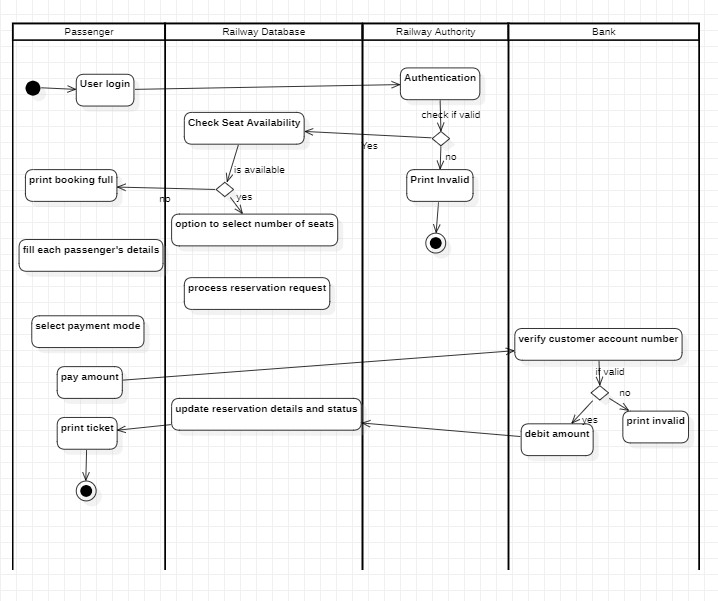 Passenger
Railway Database
Railway Authority
Bank
User login
Authentication
check if valid
Check Seat Availability
Yes
no
is available
print booking full
Print Invalid
no
yes
option to select number of seats
fill each passenger's details
process reservation request
select payment mode
verify customer account number
pay amount
if valid
no
update reservation details and status
yes
print ticket
debit amount
print invalid